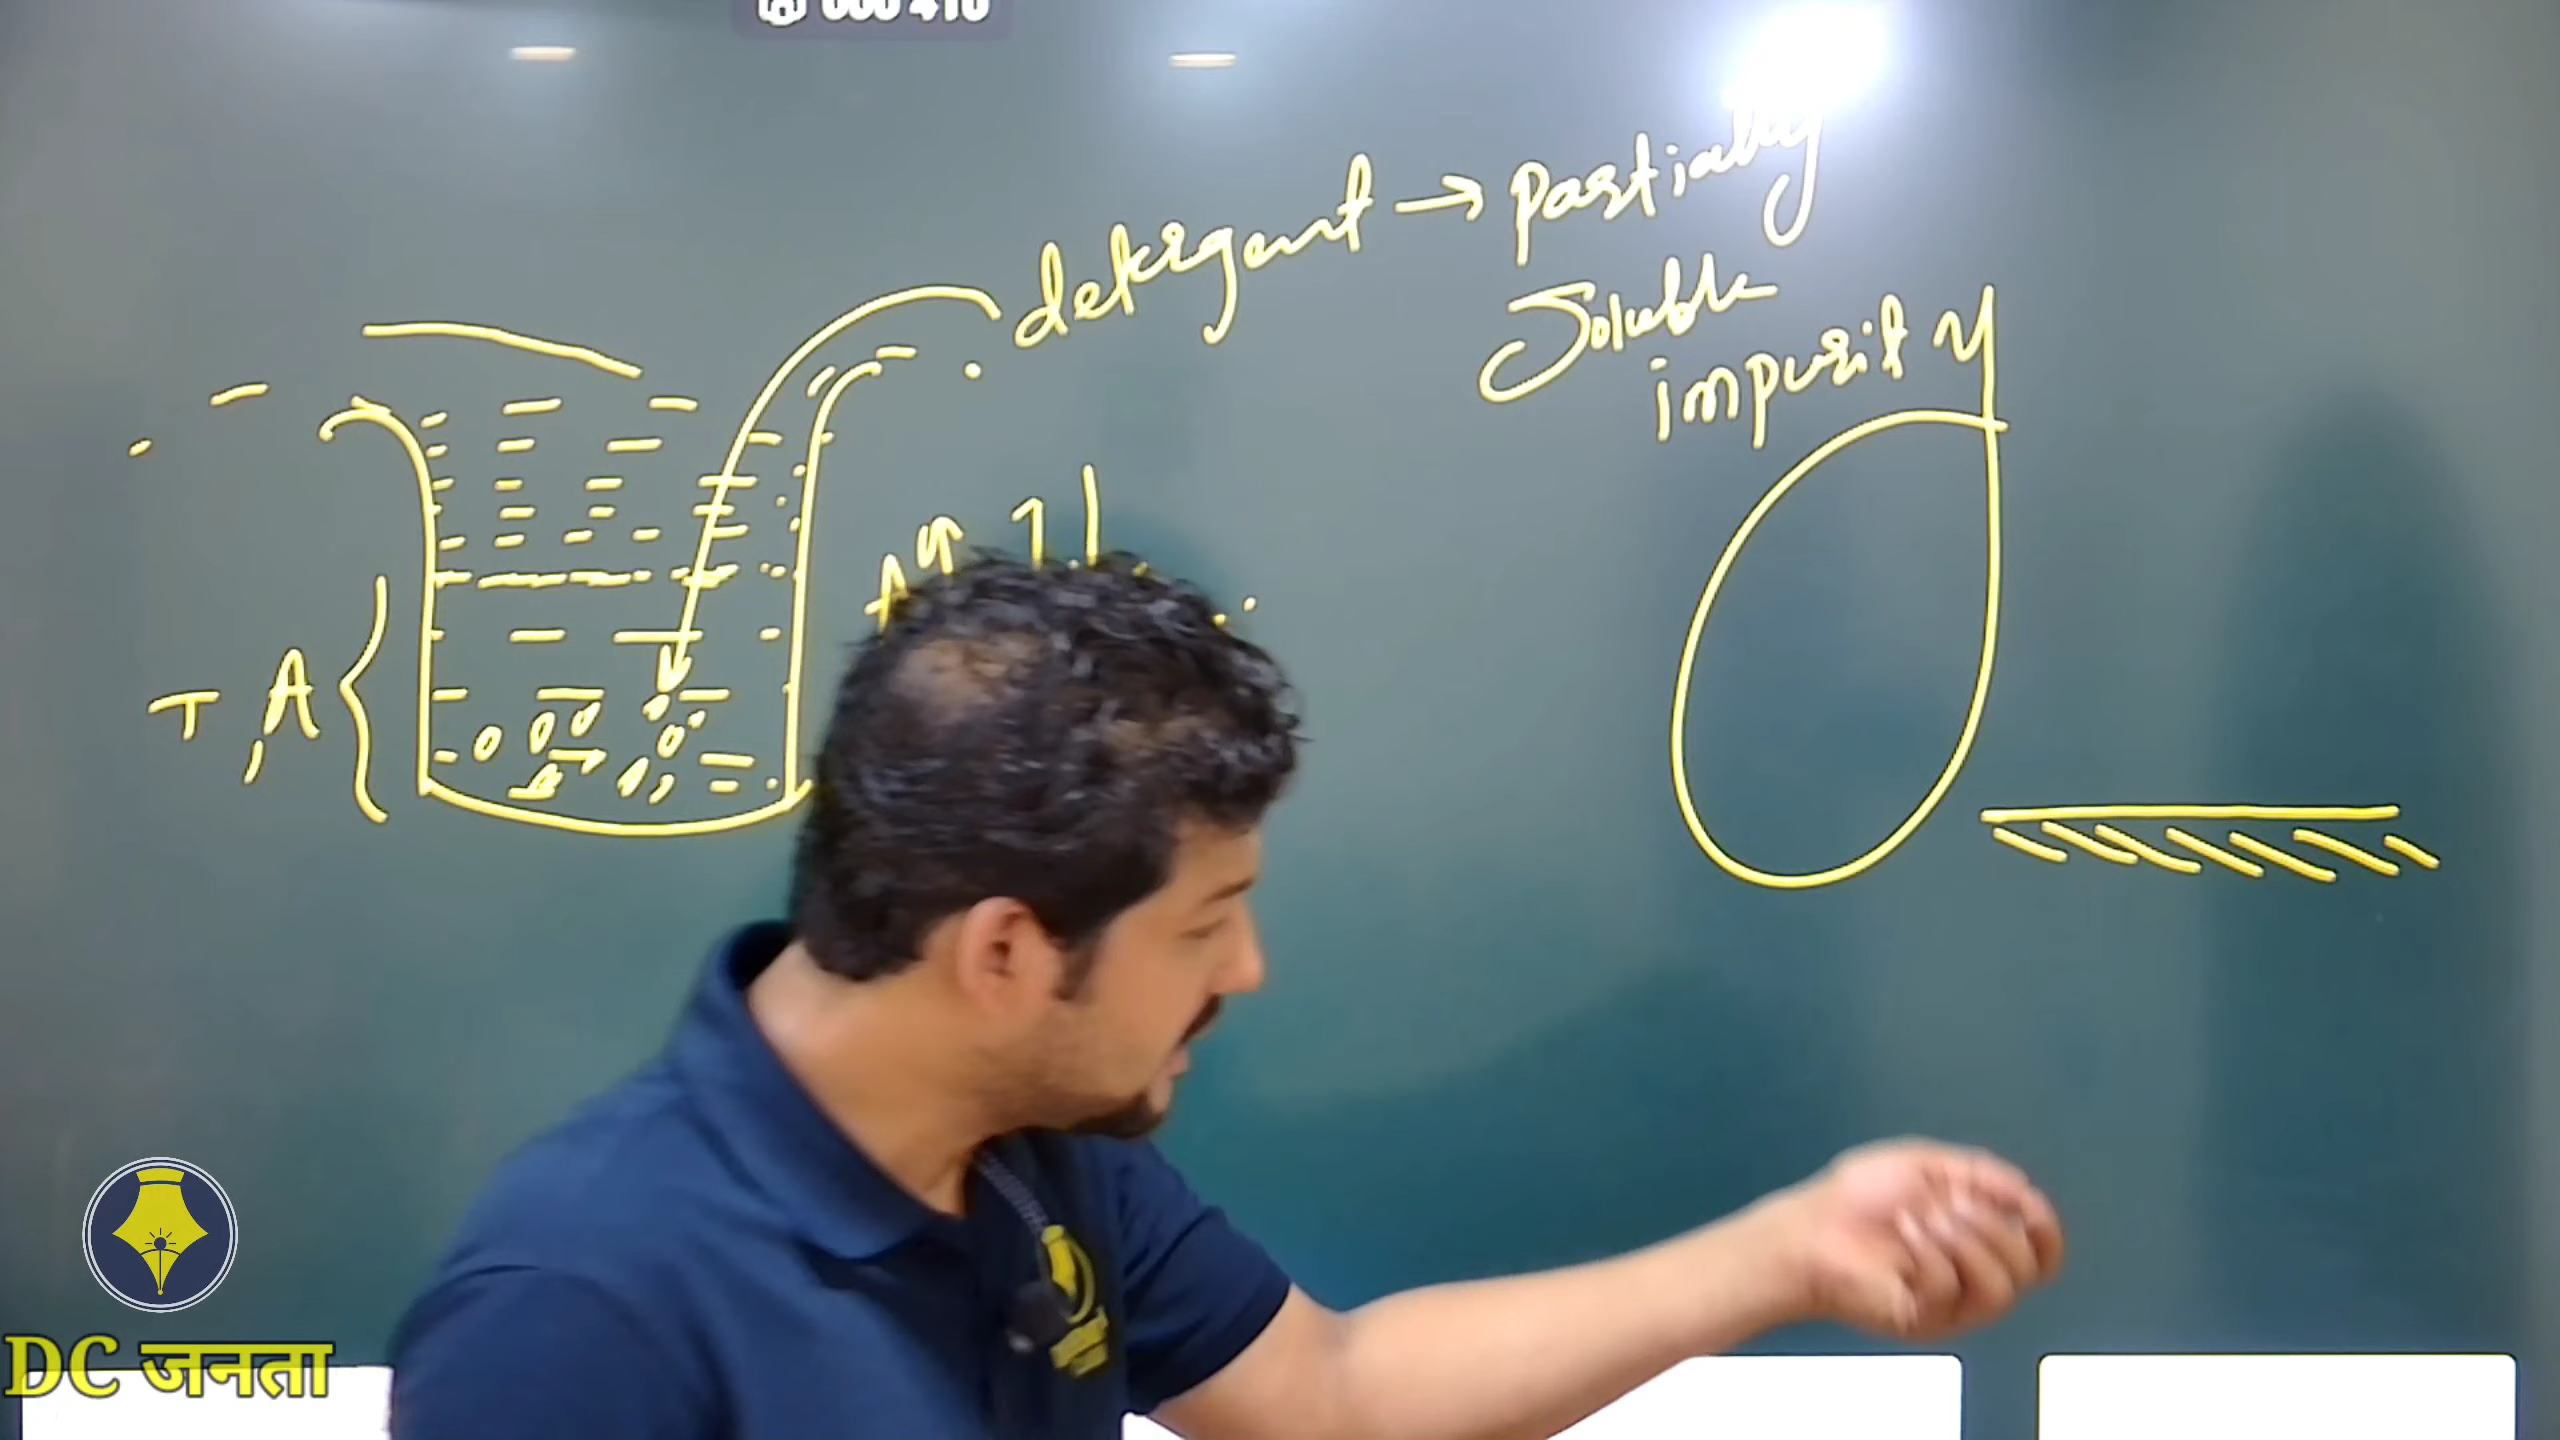 detergent → partially
Soluble
impurity
T, A
DC जनता